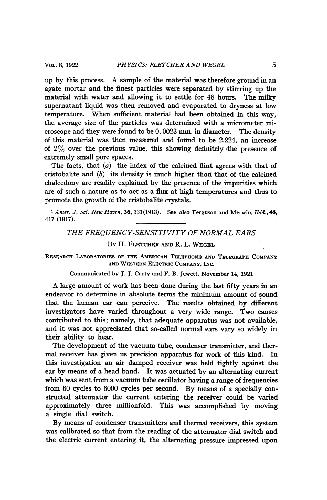 VOL. 8, 1922 PHYSICS: FLETCHER AND WEGEL 5
up by this process. A sample of the material was therefore ground in an
agate mortar and the finest particles were separated by stirring up the
material with water and allowing it to settle for 48 hours. The milky
supernatant liquid was then removed and evaporated to dryness at low
temperature. When sufficient material had been obtained in this way,
the average size of the particles was determined with a micrometer mi-
croscope and they were found to be 0.0022 mm. in diameter. The density
of this material was then measured and found to be 2.324, an increase
of 2% over the previous value, this showing definitely the presence of
extremely small pore spaces.
The facts, that (a) the index of the calcined flint agrees with that of
cristobalite and (b) its density is much higher than that of the calcined
chalcedony are readily explained by the presence of the impurities which
are of such a nature as to act as a flux at high temperatures and thus to
promote the growth of the cristobalite crystals.
Amer. J. Sci. New Haven, 36, (1913). See also Ferguson and Merwin, Ibid., 46,
417 (1917).
THE FREQUENCY-SENSITIVITY OF NORMAL EARS
BY H. FLETCHER AND R. L. WEGEL
RESEARCH LABORATORIES OF THE AMERICAN TELEPHONE AND TELEGRAPH COMPANY
AND WESTERN ELECTRIC COMPANY, INC.
Communicated by J. J. Carty and F. B. Jewett, November 14, 1921
A large amount of work has been done during the last fifty years in an
endeavor to determine in absolute terms the minimum amount of sound
that the human ear can perceive. The results obtained by different
investigators have varied throughout a very wide range. Two causes
contributed to this; namely, that adequate apparatus was not available,
and it was not appreciated that so-called normal ears vary so widely in
their ability to hear.
The development of the vacuum tube, condenser transmitter, and ther-
mal receiver has given us precision apparatus for work of this kind. In
this investigation an air damped receiver was held tightly against the
ear by means of a head band. It was actuated by an alternating current
which was sent from a vacuum tube oscillator having a range of frequencies
from 60 cycles to 6000 cycles per second. By means of a specially con-
structed attenuator the current entering the receiver could be varied
approximately three millionfold. This was accomplished by moving
a single dial switch.
By means of condenser transmitters and thermal receivers, this system
was calibrated so that from the reading of the attenuator dial switch and
the electric current entering it, the alternating pressure impressed upon